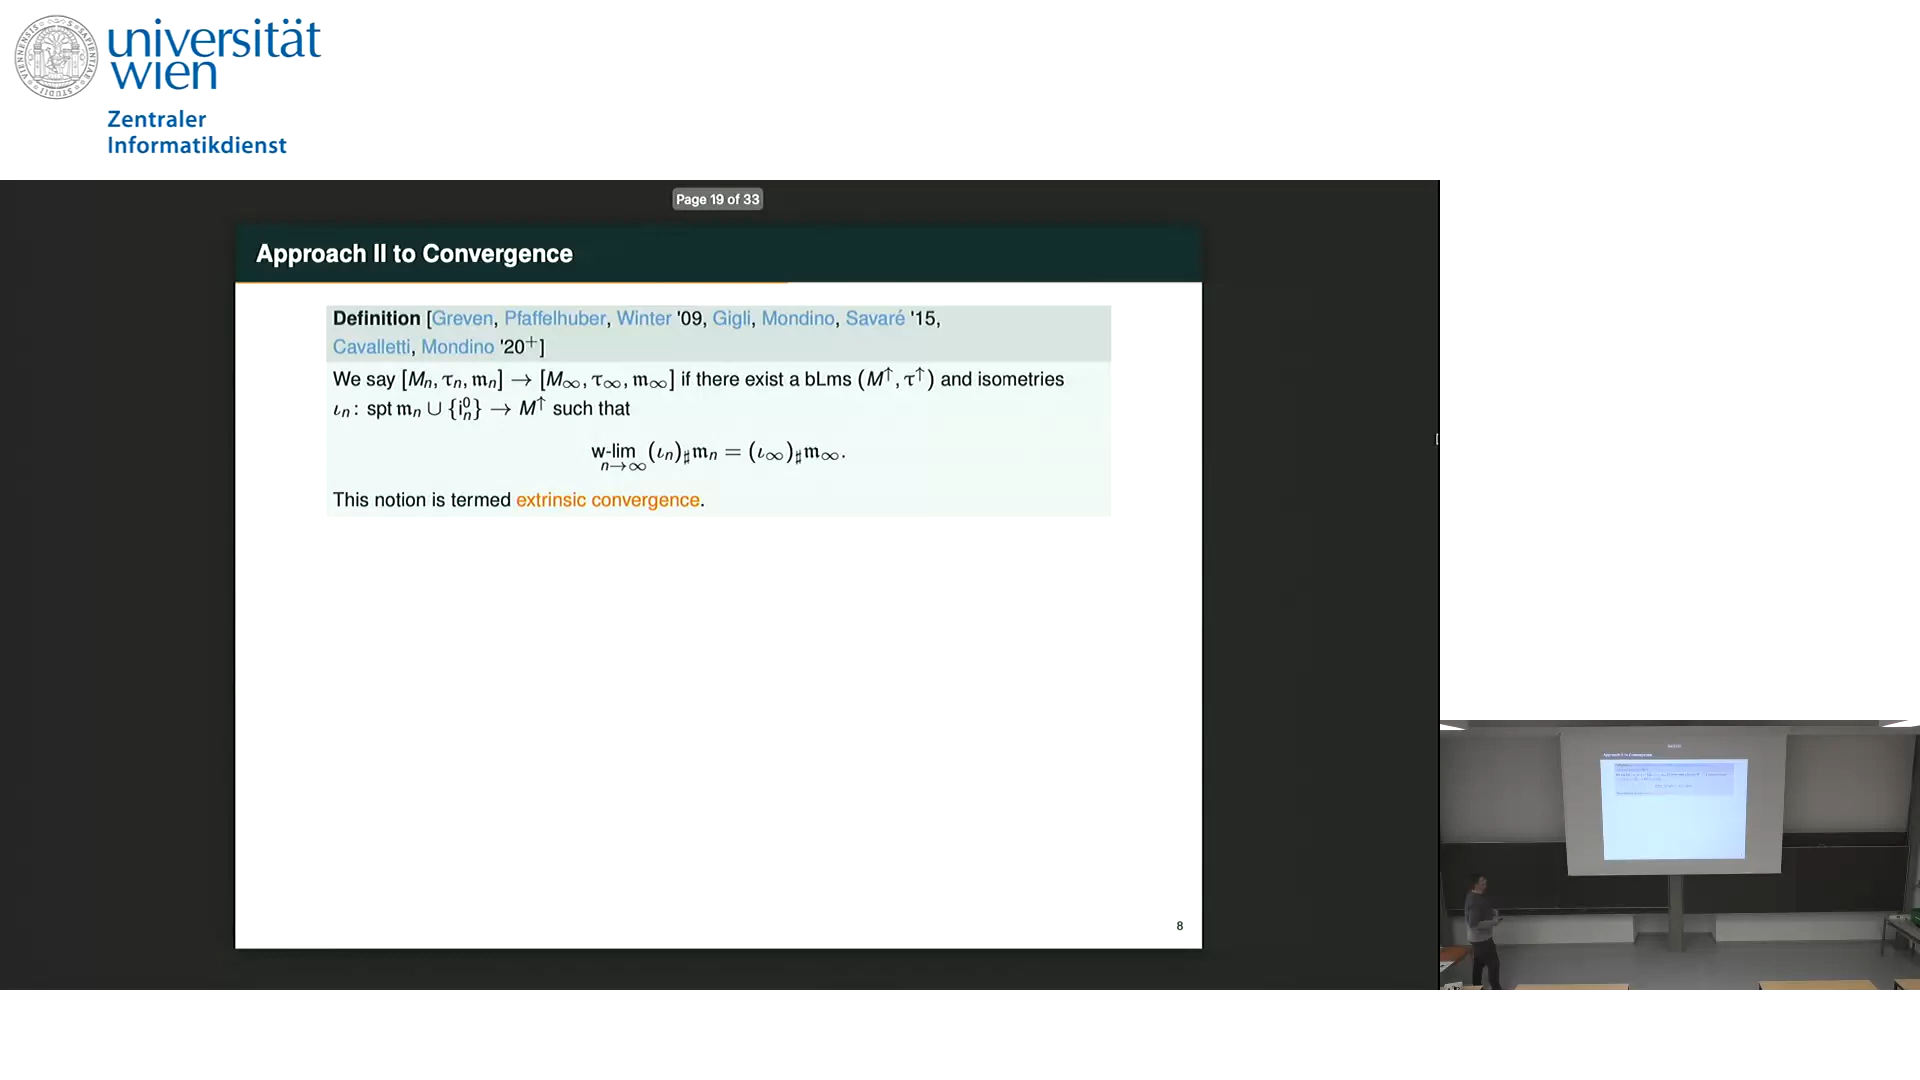 universität
wien
Zentraler
Informatikdienst
Page 19 of 33
Approach II to Convergence
Definition [Greven, Pfaffelhuber, Winter '09, Gigli, Mondino, Savaré '15,
Cavalletti, Mondino '20⁺]
We say [Mₙ, τₙ, 𝔪ₙ] → [M∞, τ∞, 𝔪∞] if there exist a bLms (M↑, τ↑) and isometries
ιₙ : spt 𝔪ₙ ∪ {i⁰ₙ} → M↑ such that
w-lim (ιₙ)♯𝔪ₙ = (ι∞)♯𝔪∞.
n→∞
This notion is termed extrinsic convergence.
8